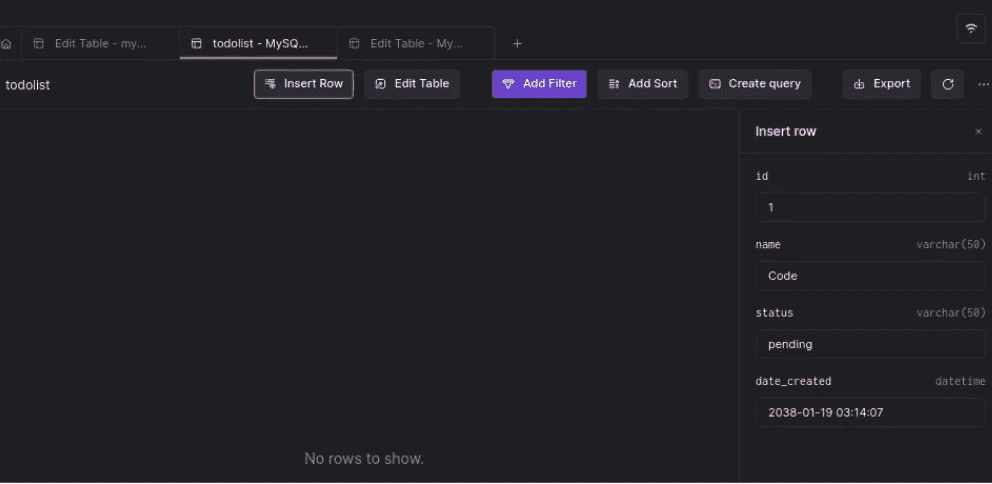 Edit Table - my...
todolist - MySQ...
Edit Table - My...
+
todolist
Insert Row
Edit Table
Add Filter
Add Sort
Create query
Export
...
Insert row
×
id int
1
name varchar(50)
Code
status varchar(50)
pending
date_created datetime
2038-01-19 03:14:07
No rows to show.